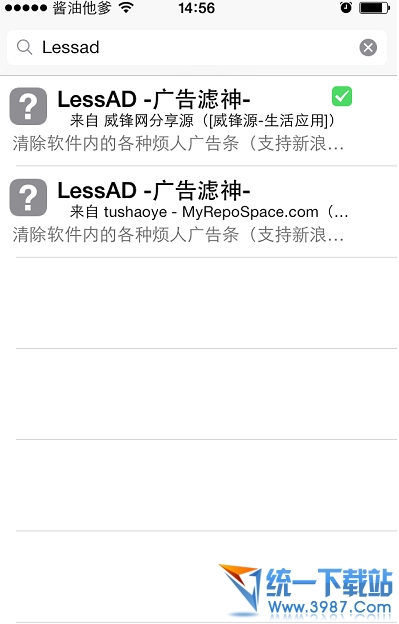 酱油他爹 14:56
Lessad
LessAD -广告滤神-
来自 威锋网分享源（[威锋源-生活应用]）
清除软件内的各种烦人广告条（支持新浪…
LessAD -广告滤神-
来自 tushaoye - MyRepoSpace.com（…
清除软件内的各种烦人广告条（支持新浪…
统一下载站
Www.3987.Com